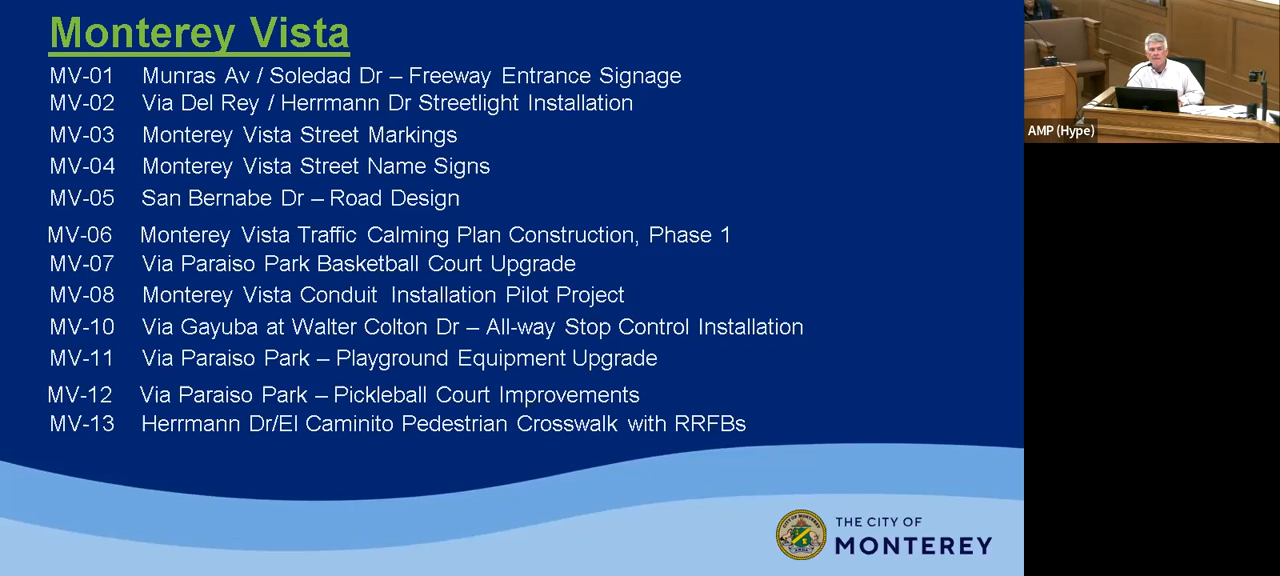 Monterey Vista
MV-01 Munras Av / Soledad Dr – Freeway Entrance Signage
MV-02 Via Del Rey / Herrmann Dr Streetlight Installation
MV-03 Monterey Vista Street Markings
MV-04 Monterey Vista Street Name Signs
MV-05 San Bernabe Dr – Road Design
MV-06 Monterey Vista Traffic Calming Plan Construction, Phase 1
MV-07 Via Paraiso Park Basketball Court Upgrade
MV-08 Monterey Vista Conduit Installation Pilot Project
MV-10 Via Gayuba at Walter Colton Dr – All-way Stop Control Installation
MV-11 Via Paraiso Park – Playground Equipment Upgrade
MV-12 Via Paraiso Park – Pickleball Court Improvements
MV-13 Herrmann Dr/El Caminito Pedestrian Crosswalk with RRFBs
THE CITY OF
MONTEREY
AMP (Hype)